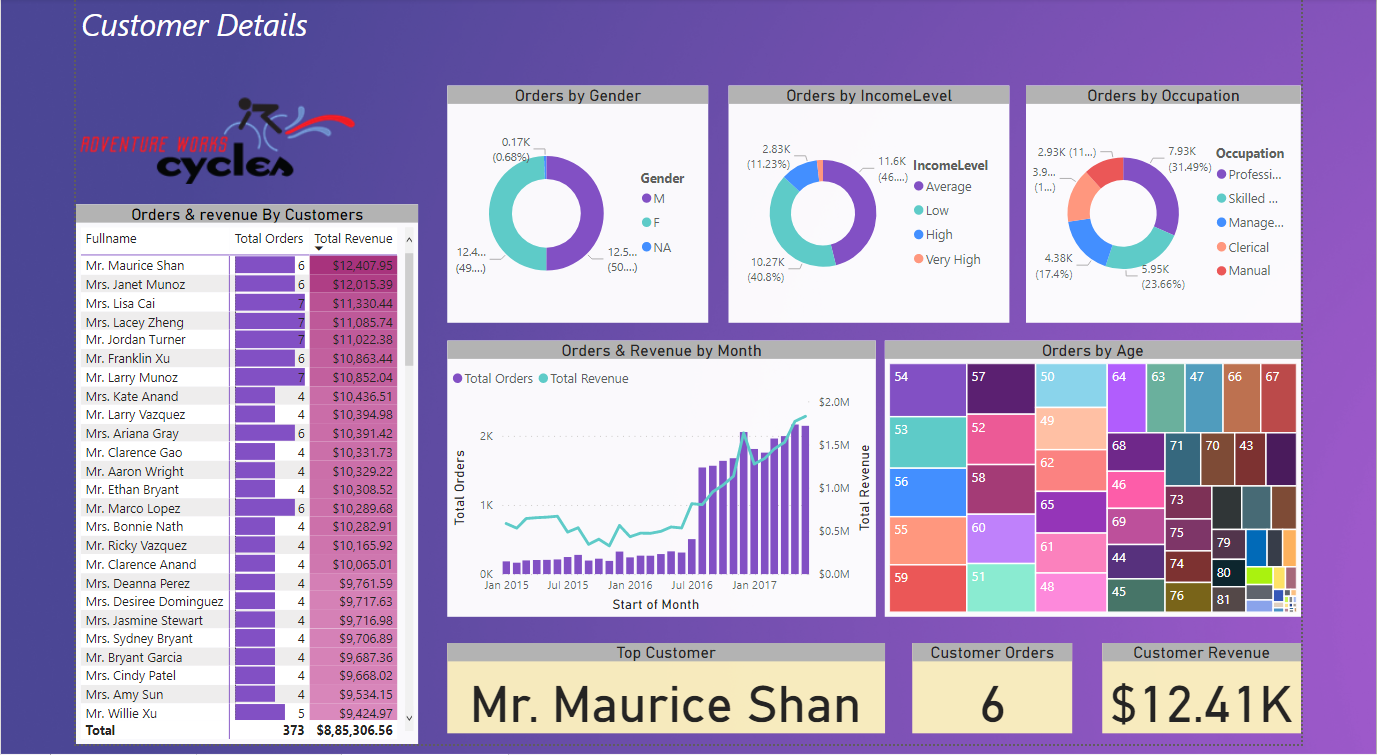 Customer Details
ADVENTURE WORKS
cycles
Orders & revenue By Customers
Fullname Total Orders Total Revenue
Mr. Maurice Shan 6 $12,407.95
Mrs. Janet Munoz 6 $12,015.39
Mrs. Lisa Cai 7 $11,330.44
Mrs. Lacey Zheng 7 $11,085.74
Mr. Jordan Turner 7 $11,022.38
Mr. Franklin Xu 6 $10,863.44
Mr. Larry Munoz 7 $10,852.04
Mrs. Kate Anand 4 $10,436.51
Mr. Larry Vazquez 4 $10,394.98
Mrs. Ariana Gray 6 $10,391.42
Mr. Clarence Gao 4 $10,331.73
Mr. Aaron Wright 4 $10,329.22
Mr. Ethan Bryant 4 $10,308.52
Mr. Marco Lopez 6 $10,289.68
Mrs. Bonnie Nath 4 $10,282.91
Mr. Ricky Vazquez 4 $10,165.92
Mr. Clarence Anand 4 $10,065.01
Mrs. Deanna Perez 4 $9,761.59
Mrs. Desiree Dominguez 4 $9,717.63
Mrs. Jasmine Stewart 4 $9,716.98
Mrs. Sydney Bryant 4 $9,706.89
Mr. Bryant Garcia 4 $9,687.36
Mrs. Cindy Patel 4 $9,668.02
Mrs. Amy Sun 4 $9,534.15
Mr. Willie Xu 5 $9,424.97
Total 373 $8,85,306.56
Orders by Gender
0.17K
(0.68%)
12.4...
(49....)
12.5...
(50....)
Gender
M
F
NA
Orders by IncomeLevel
2.83K
(11.23%)
11.6K
(46....)
10.27K
(40.8%)
IncomeLevel
Average
Low
High
Very High
Orders by Occupation
2.93K (11...)
7.93K
(31.49%)
3.9...
(1...)
4.38K
(17.4%)
5.95K
(23.66%)
Occupation
Professi...
Skilled ...
Manage...
Clerical
Manual
Orders & Revenue by Month
Total Orders Total Revenue
2K
1K
0K
Total Orders
$2.0M
$1.5M
$1.0M
$0.5M
$0.0M
Total Revenue
Jan 2015 Jul 2015 Jan 2016 Jul 2016 Jan 2017
Start of Month
Orders by Age
54
53
56
55
59
57
52
58
60
51
50
49
62
65
61
48
64
63
47
66
67
68
46
69
44
45
71
70
43
73
75
74
76
79
80
81
Top Customer
Mr. Maurice Shan
Customer Orders
6
Customer Revenue
$12.41K